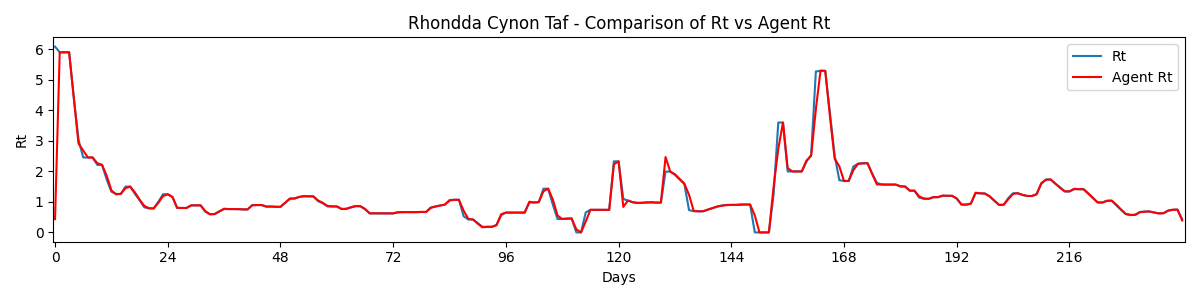 Rhondda Cynon Taf - Comparison of Rt vs Agent Rt
Rt
Agent Rt
6
5
4
3
2
1
0
Rt
0 24 48 72 96 120 144 168 192 216
Days